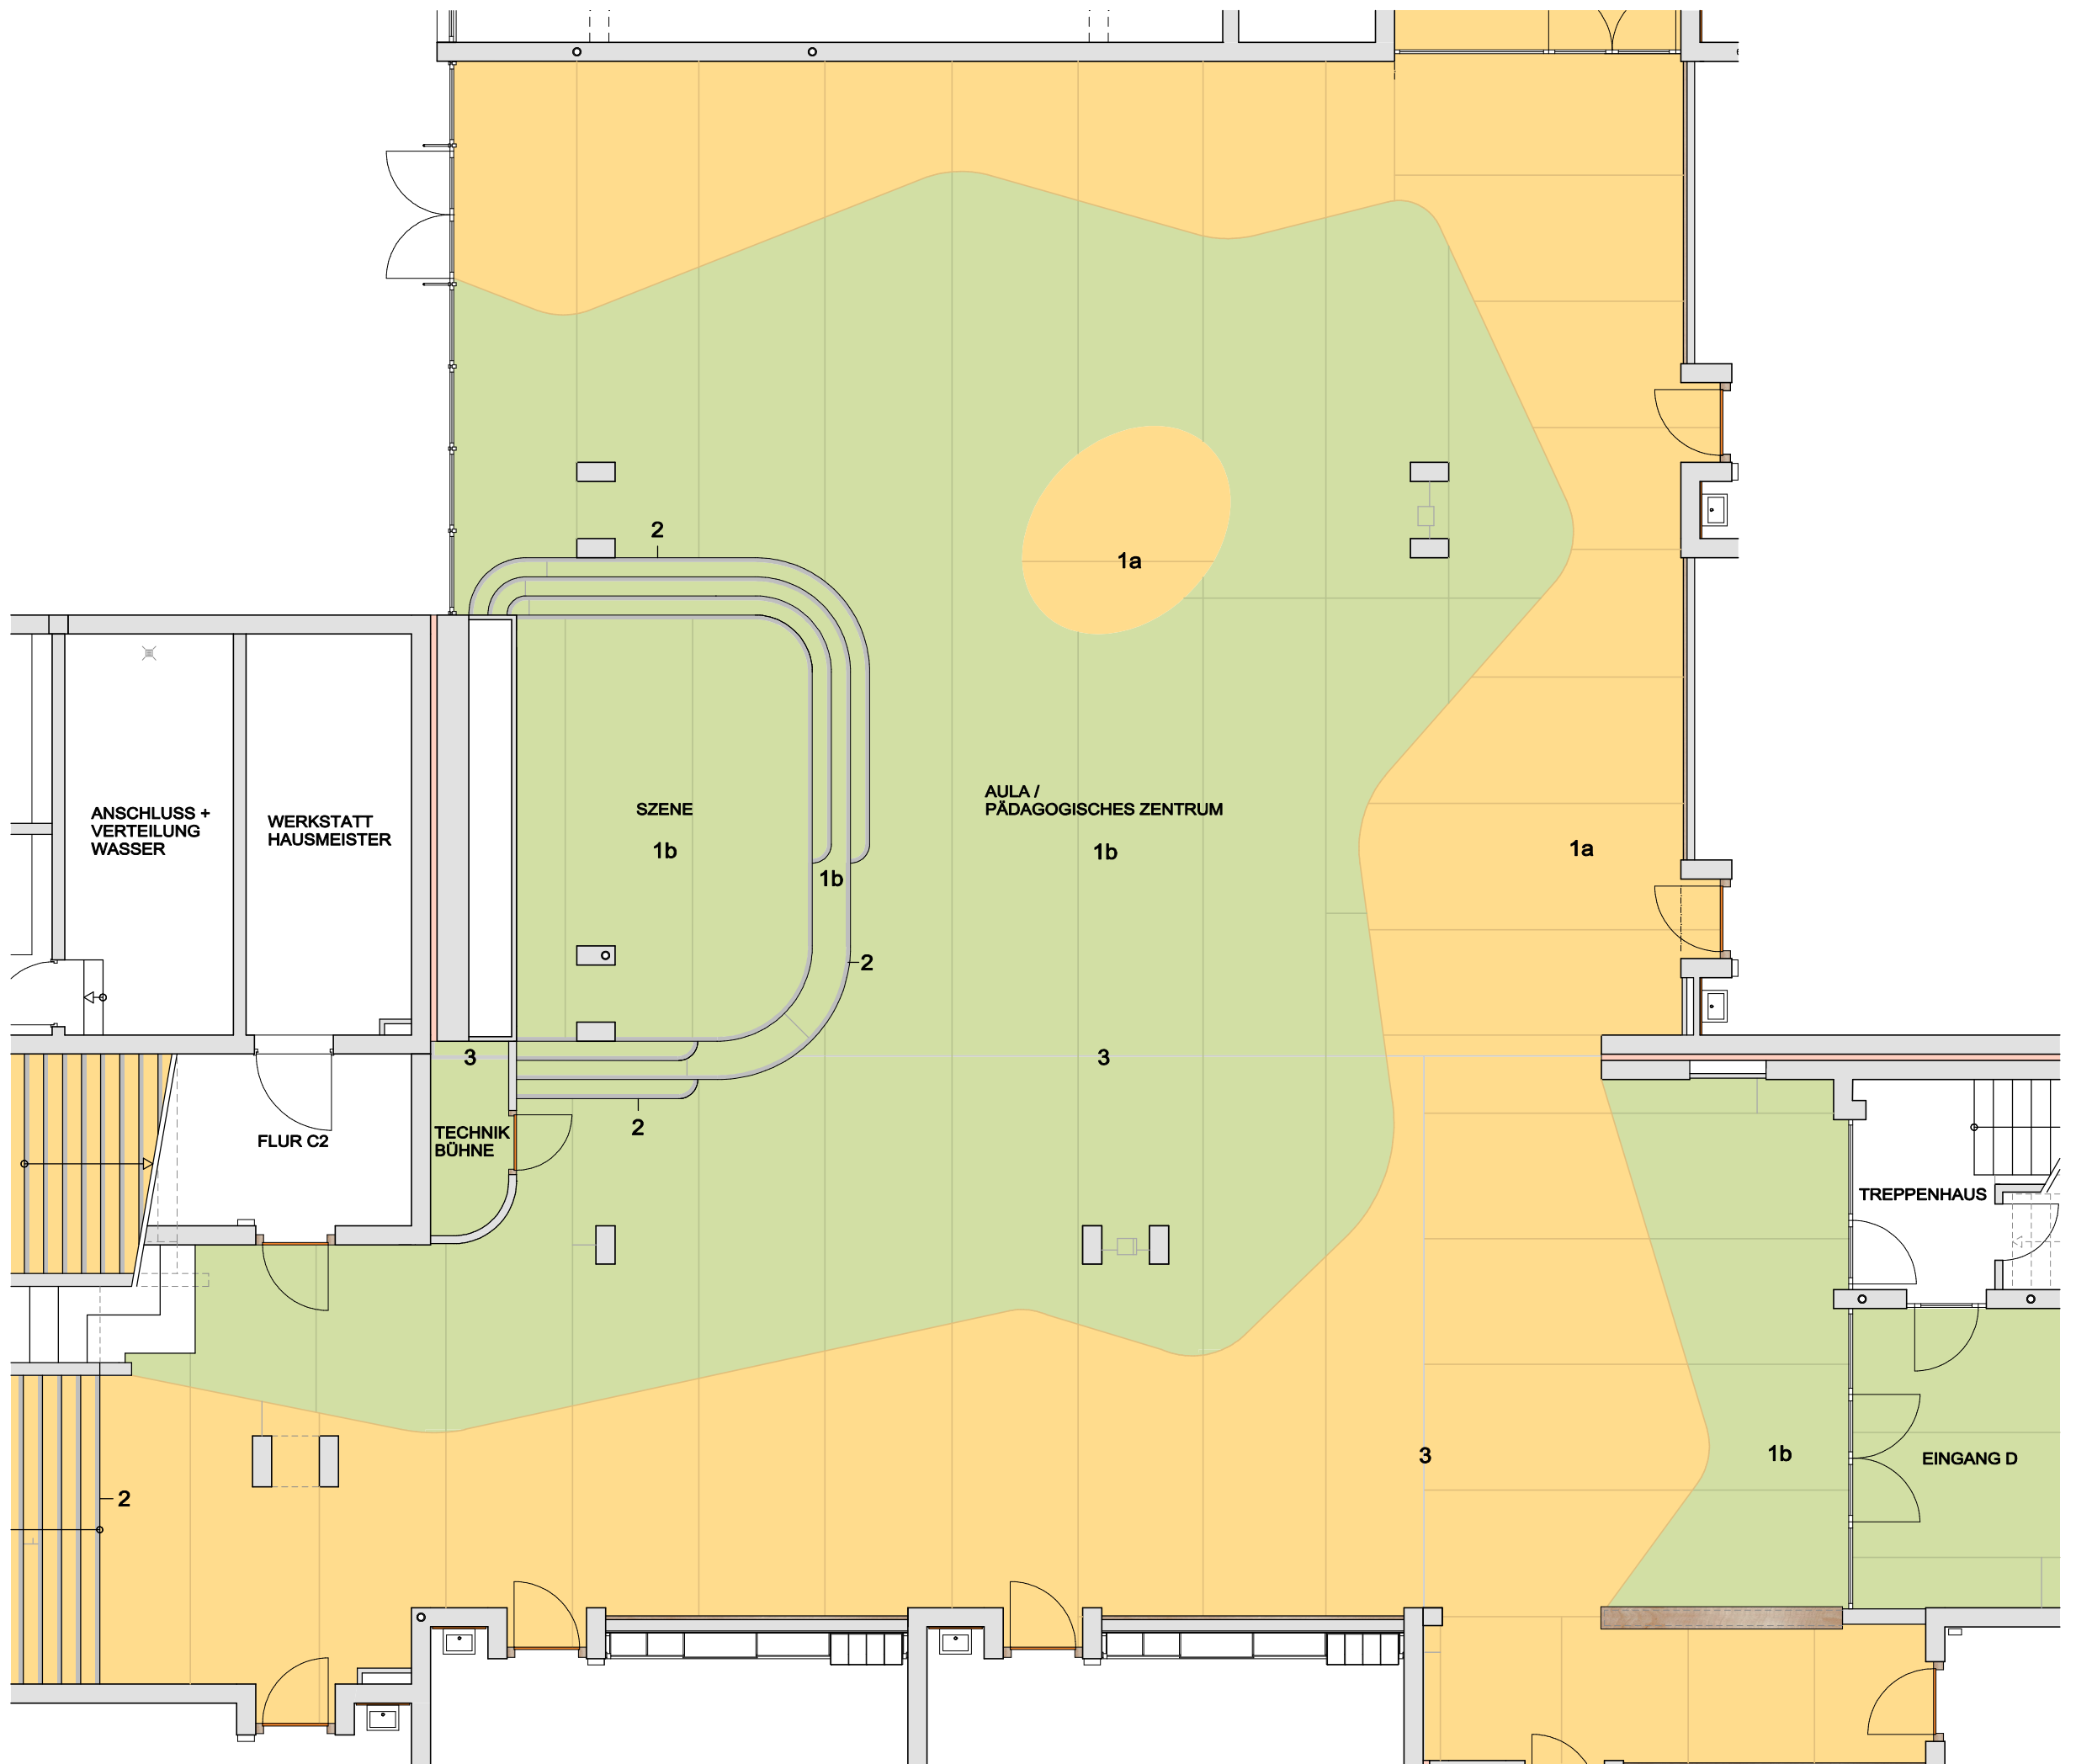 2
1a
AULA /
PÄDAGOGISCHES ZENTRUM
1b
SZENE
1b
1b
ANSCHLUSS +
VERTEILUNG
WASSER
WERKSTATT
HAUSMEISTER
1a
2
3
3
2
TECHNIK
BÜHNE
FLUR C2
TREPPENHAUS
3
1b
EINGANG D
2